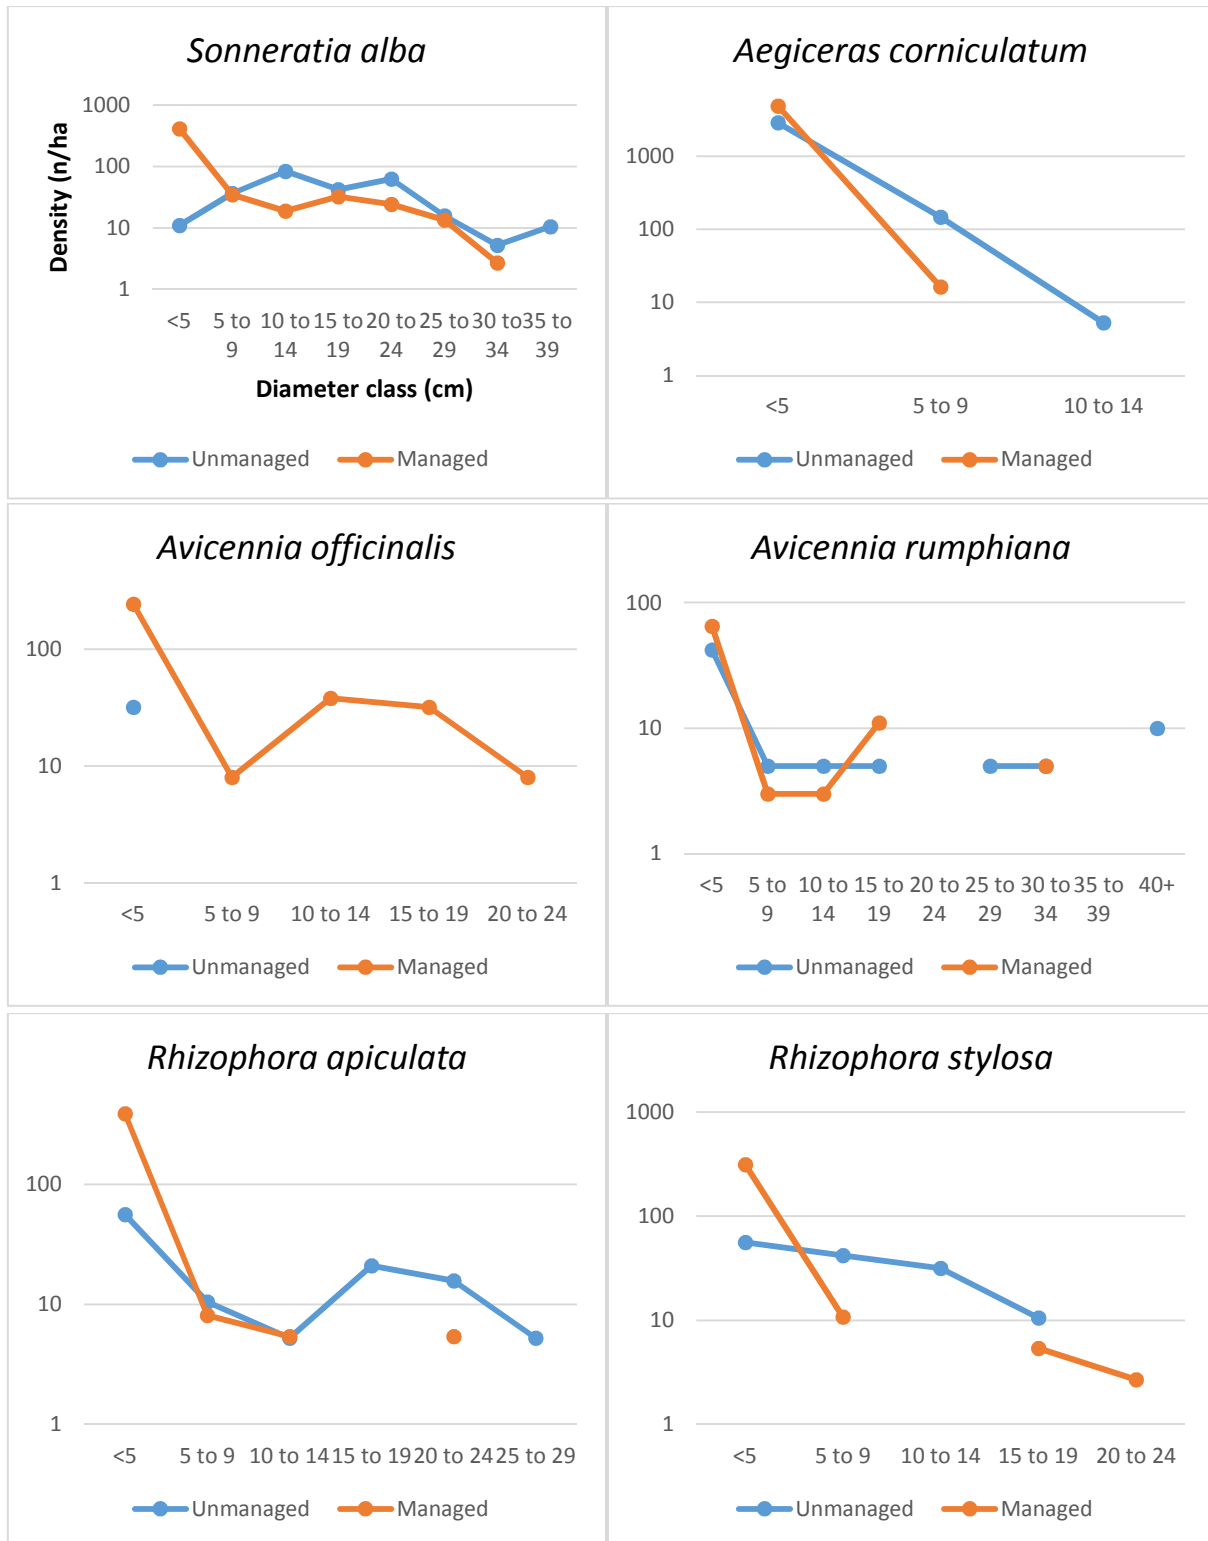 Sonneratia alba
Density (n/ha
1000
100
10
1
<5 5 to 10 to 15 to 20 to 25 to 30 to 35 to
9 14 19 24 29 34 39
Diameter class (cm)
Unmanaged Managed
Aegiceras corniculatum
1000
100
10
1
<5 5 to 9 10 to 14
Unmanaged Managed
Avicennia officinalis
100
10
1
<5 5 to 9 10 to 14 15 to 19 20 to 24
Unmanaged Managed
Avicennia rumphiana
100
10
1
<5 5 to 10 to 15 to 20 to 25 to 30 to 35 to 40+
9 14 19 24 29 34 39
Unmanaged Managed
Rhizophora apiculata
100
10
1
<5 5 to 9 10 to 14 15 to 19 20 to 24 25 to 29
Unmanaged Managed
Rhizophora stylosa
1000
100
10
1
<5 5 to 9 10 to 14 15 to 19 20 to 24
Unmanaged Managed